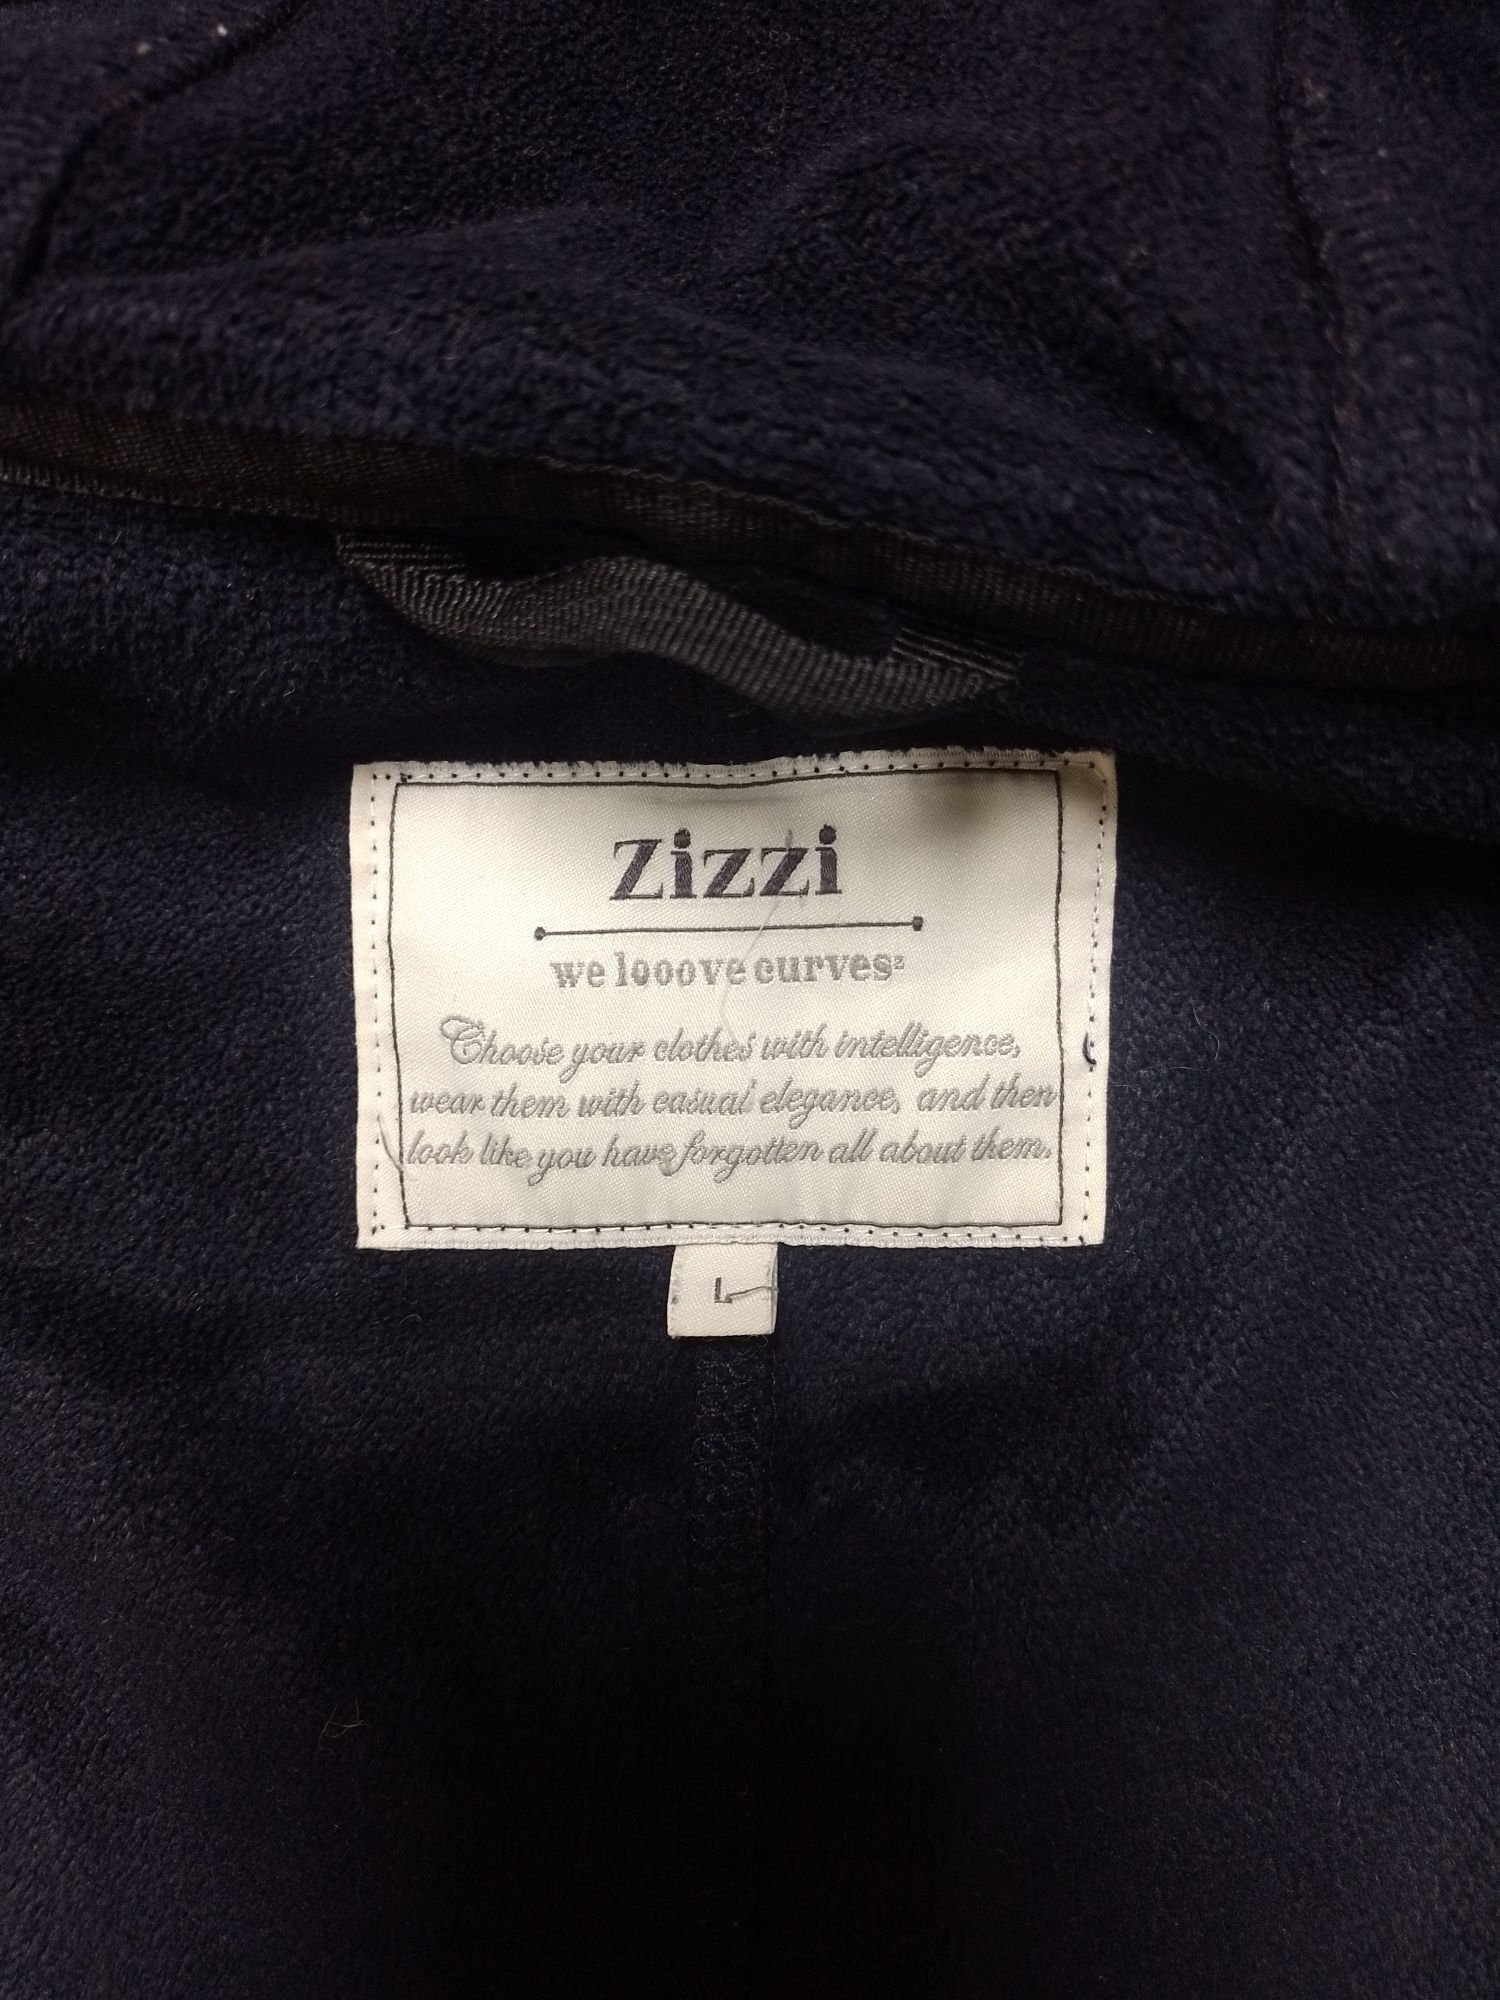 Zizzi
we looove curves²
Choose your clothes with intelligence,
wear them with casual elegance, and then
look like you have forgotten all about them.
L